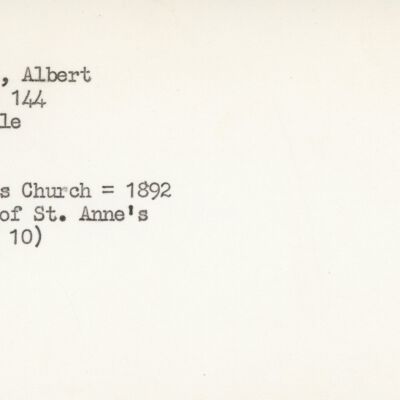 , Albert
144
le
s Church = 1892
of St. Anne's
10)